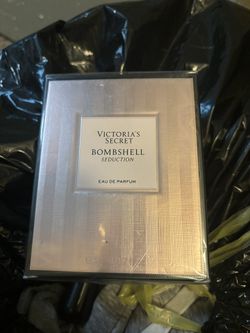 VICTORIA'S
SECRET
BOMBSHELL
SEDUCTION
EAU DE PARFUM